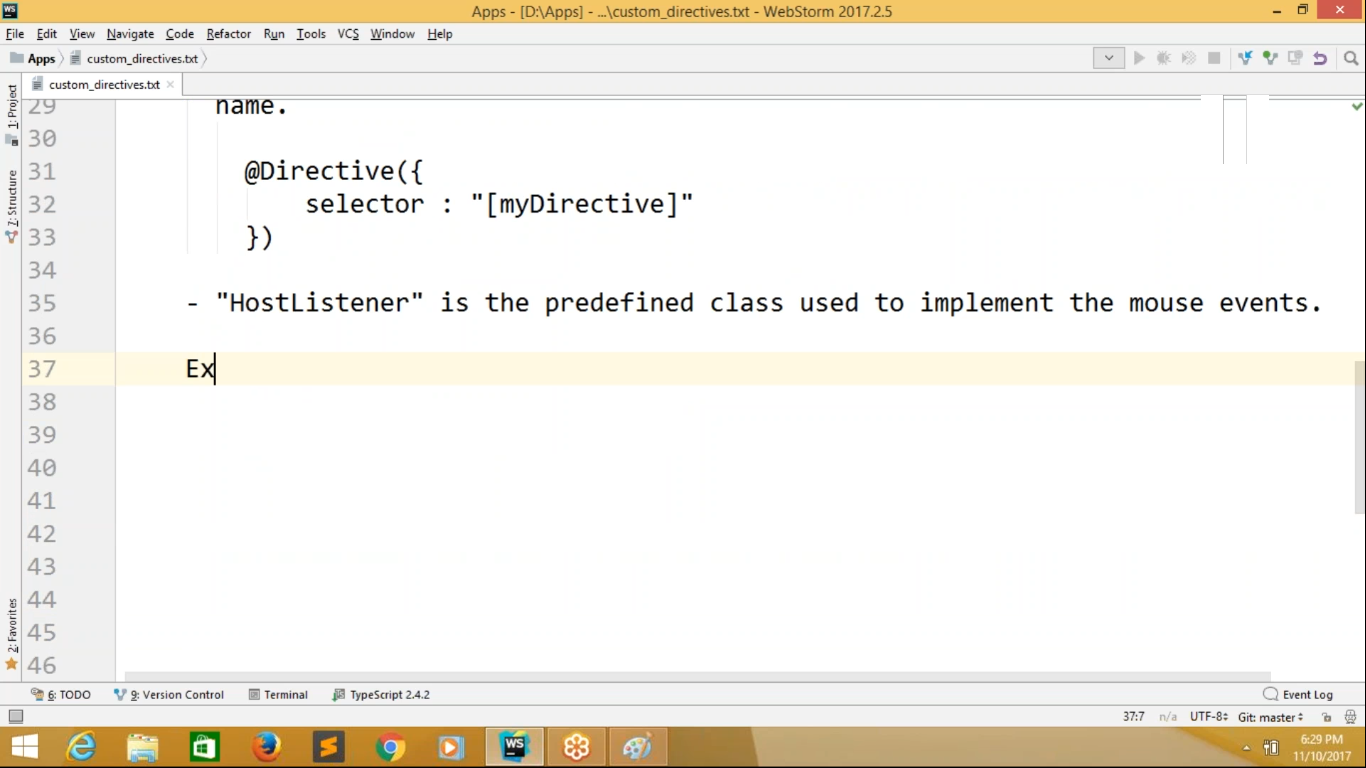 WS
Apps - [D:\Apps] - ...\custom_directives.txt - WebStorm 2017.2.5
File Edit View Navigate Code Refactor Run Tools VCS Window Help
Apps custom_directives.txt
custom_directives.txt
1: Project
7: Structure
2: Favorites
29 name.
30
31 @Directive({
32 selector : "[myDirective]"
33 })
34
35 - "HostListener" is the predefined class used to implement the mouse events.
36
37 Ex
38
39
40
41
42
43
44
45
46
6: TODO 9: Version Control Terminal TypeScript 2.4.2 Event Log
37:7 n/a UTF-8 Git: master
WS
6:29 PM
11/10/2017